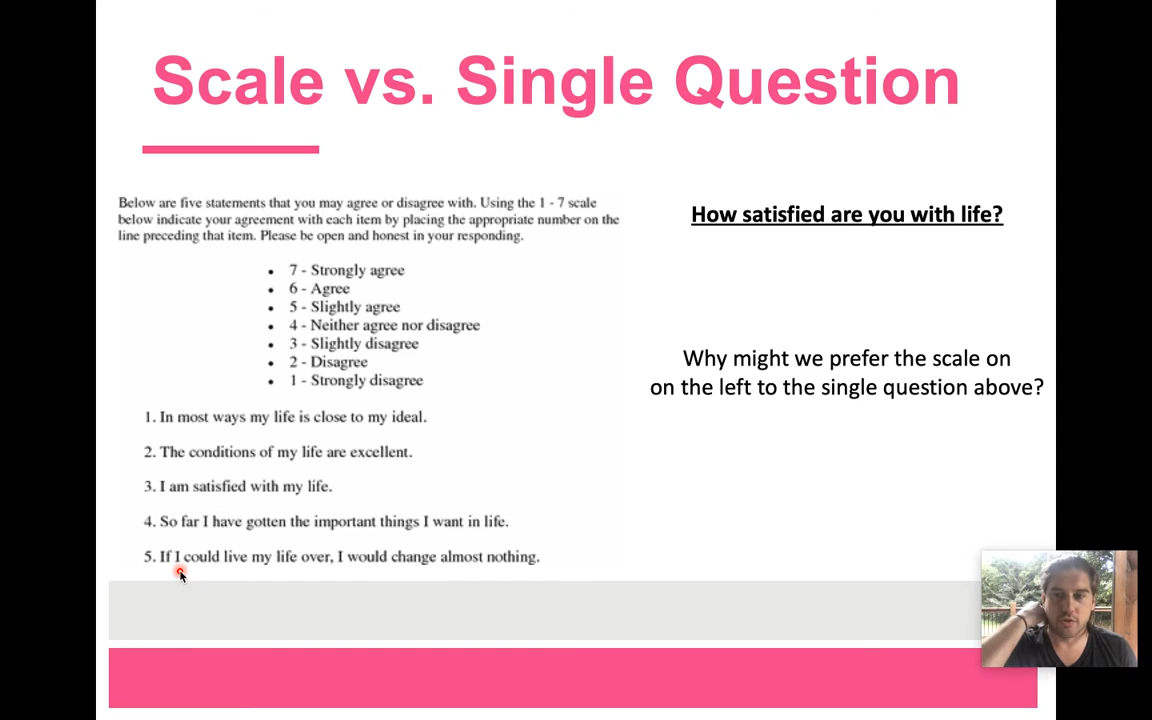 Scale vs. Single Question
Below are five statements that you may agree or disagree with. Using the 1 - 7 scale
below indicate your agreement with each item by placing the appropriate number on the
line preceding that item. Please be open and honest in your responding.
• 7 - Strongly agree
• 6 - Agree
• 5 - Slightly agree
• 4 - Neither agree nor disagree
• 3 - Slightly disagree
• 2 - Disagree
• 1 - Strongly disagree
1. In most ways my life is close to my ideal.
2. The conditions of my life are excellent.
3. I am satisfied with my life.
4. So far I have gotten the important things I want in life.
5. If I could live my life over, I would change almost nothing.
How satisfied are you with life?
Why might we prefer the scale on
on the left to the single question above?